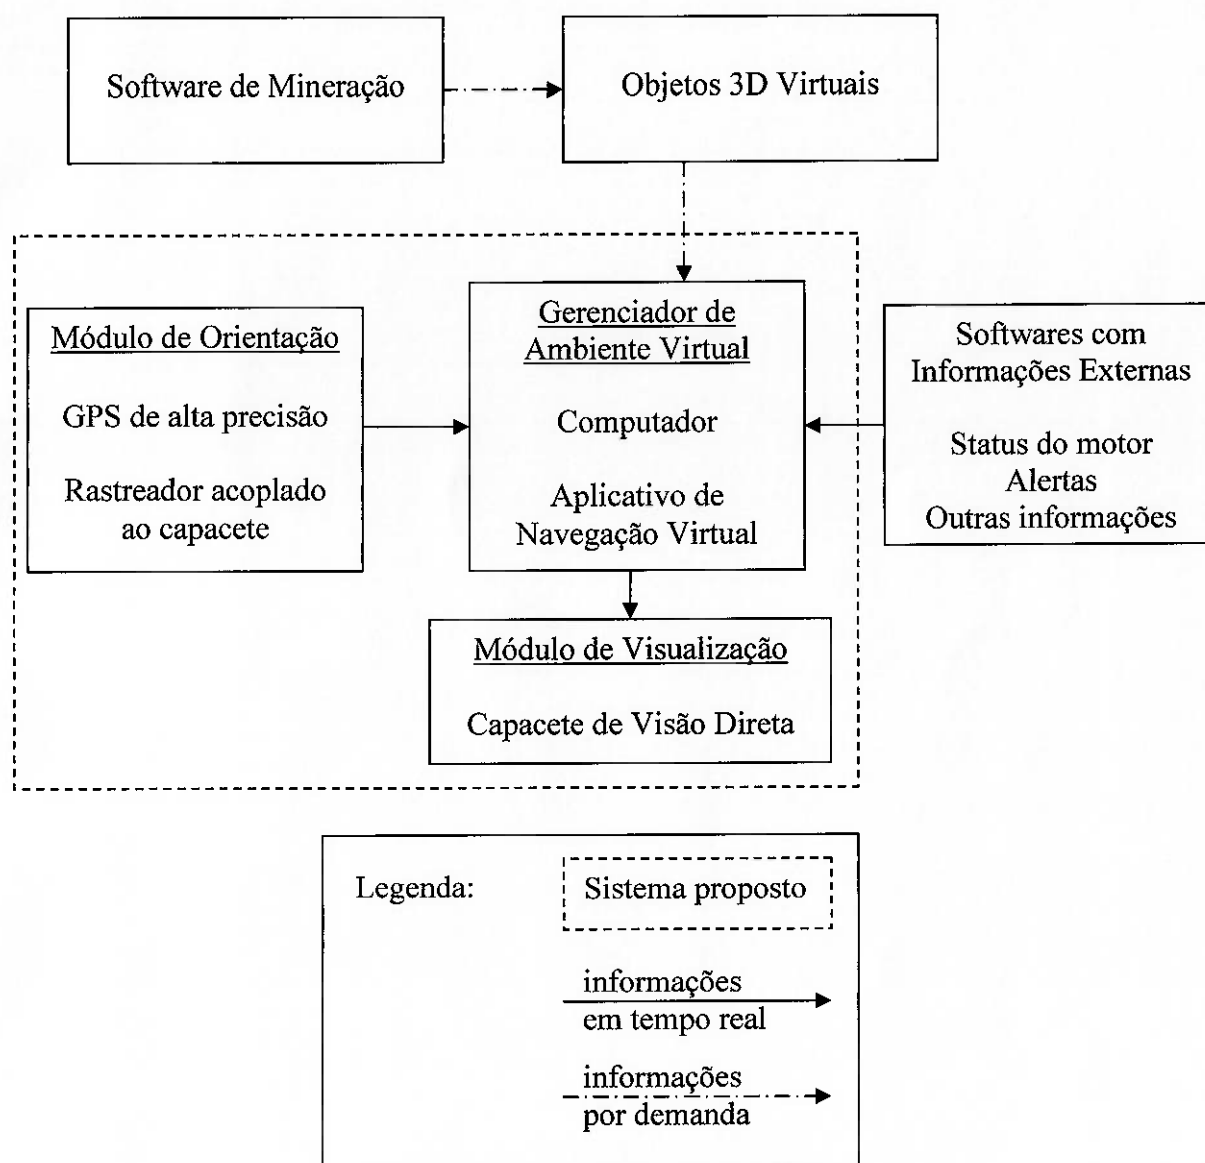 Software de Mineração
Objetos 3D Virtuais
Módulo de Orientação
GPS de alta precisão
Rastreador acoplado
ao capacete
Gerenciador de
Ambiente Virtual
Computador
Aplicativo de
Navegação Virtual
Softwares com
Informações Externas
Status do motor
Alertas
Outras informações
Módulo de Visualização
Capacete de Visão Direta
Legenda:
Sistema proposto
informações
em tempo real
informações
por demanda